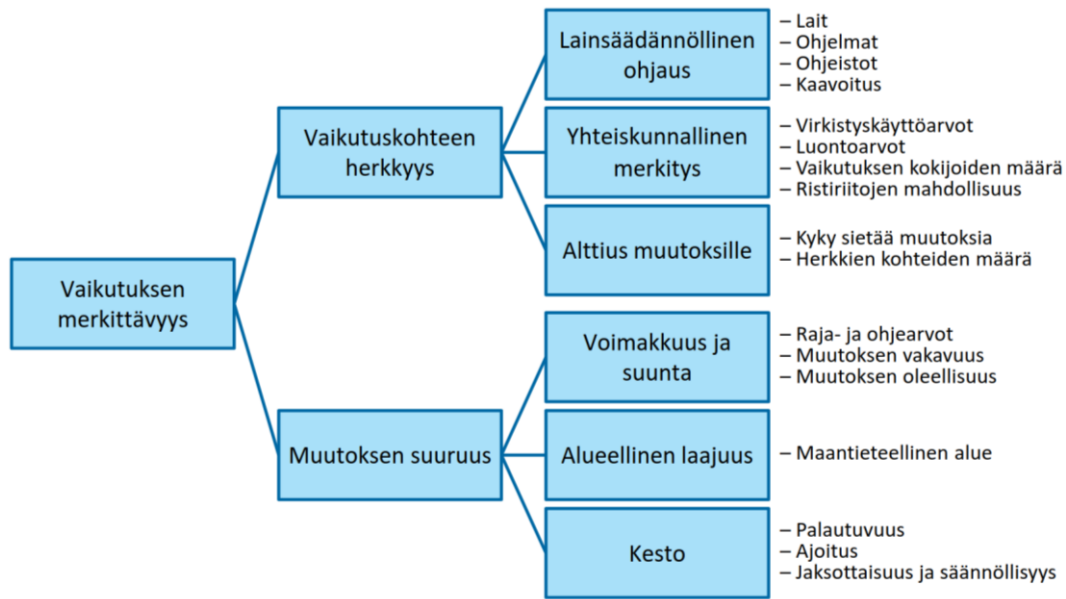 Vaikutuksen
merkittävyys
Vaikutuskohteen
herkkyys
Lainsäädännöllinen
ohjaus
– Lait
– Ohjelmat
– Ohjeistot
– Kaavoitus
Yhteiskunnallinen
merkitys
– Virkistyskäyttöarvot
– Luontoarvot
– Vaikutuksen kokijoiden määrä
– Ristiriitojen mahdollisuus
Alttius muutoksille
– Kyky sietää muutoksia
– Herkkien kohteiden määrä
Muutoksen suuruus
Voimakkuus ja
suunta
– Raja- ja ohjearvot
– Muutoksen vakavuus
– Muutoksen oleellisuus
Alueellinen laajuus
– Maantieteellinen alue
Kesto
– Palautuvuus
– Ajoitus
– Jaksottaisuus ja säännöllisyys